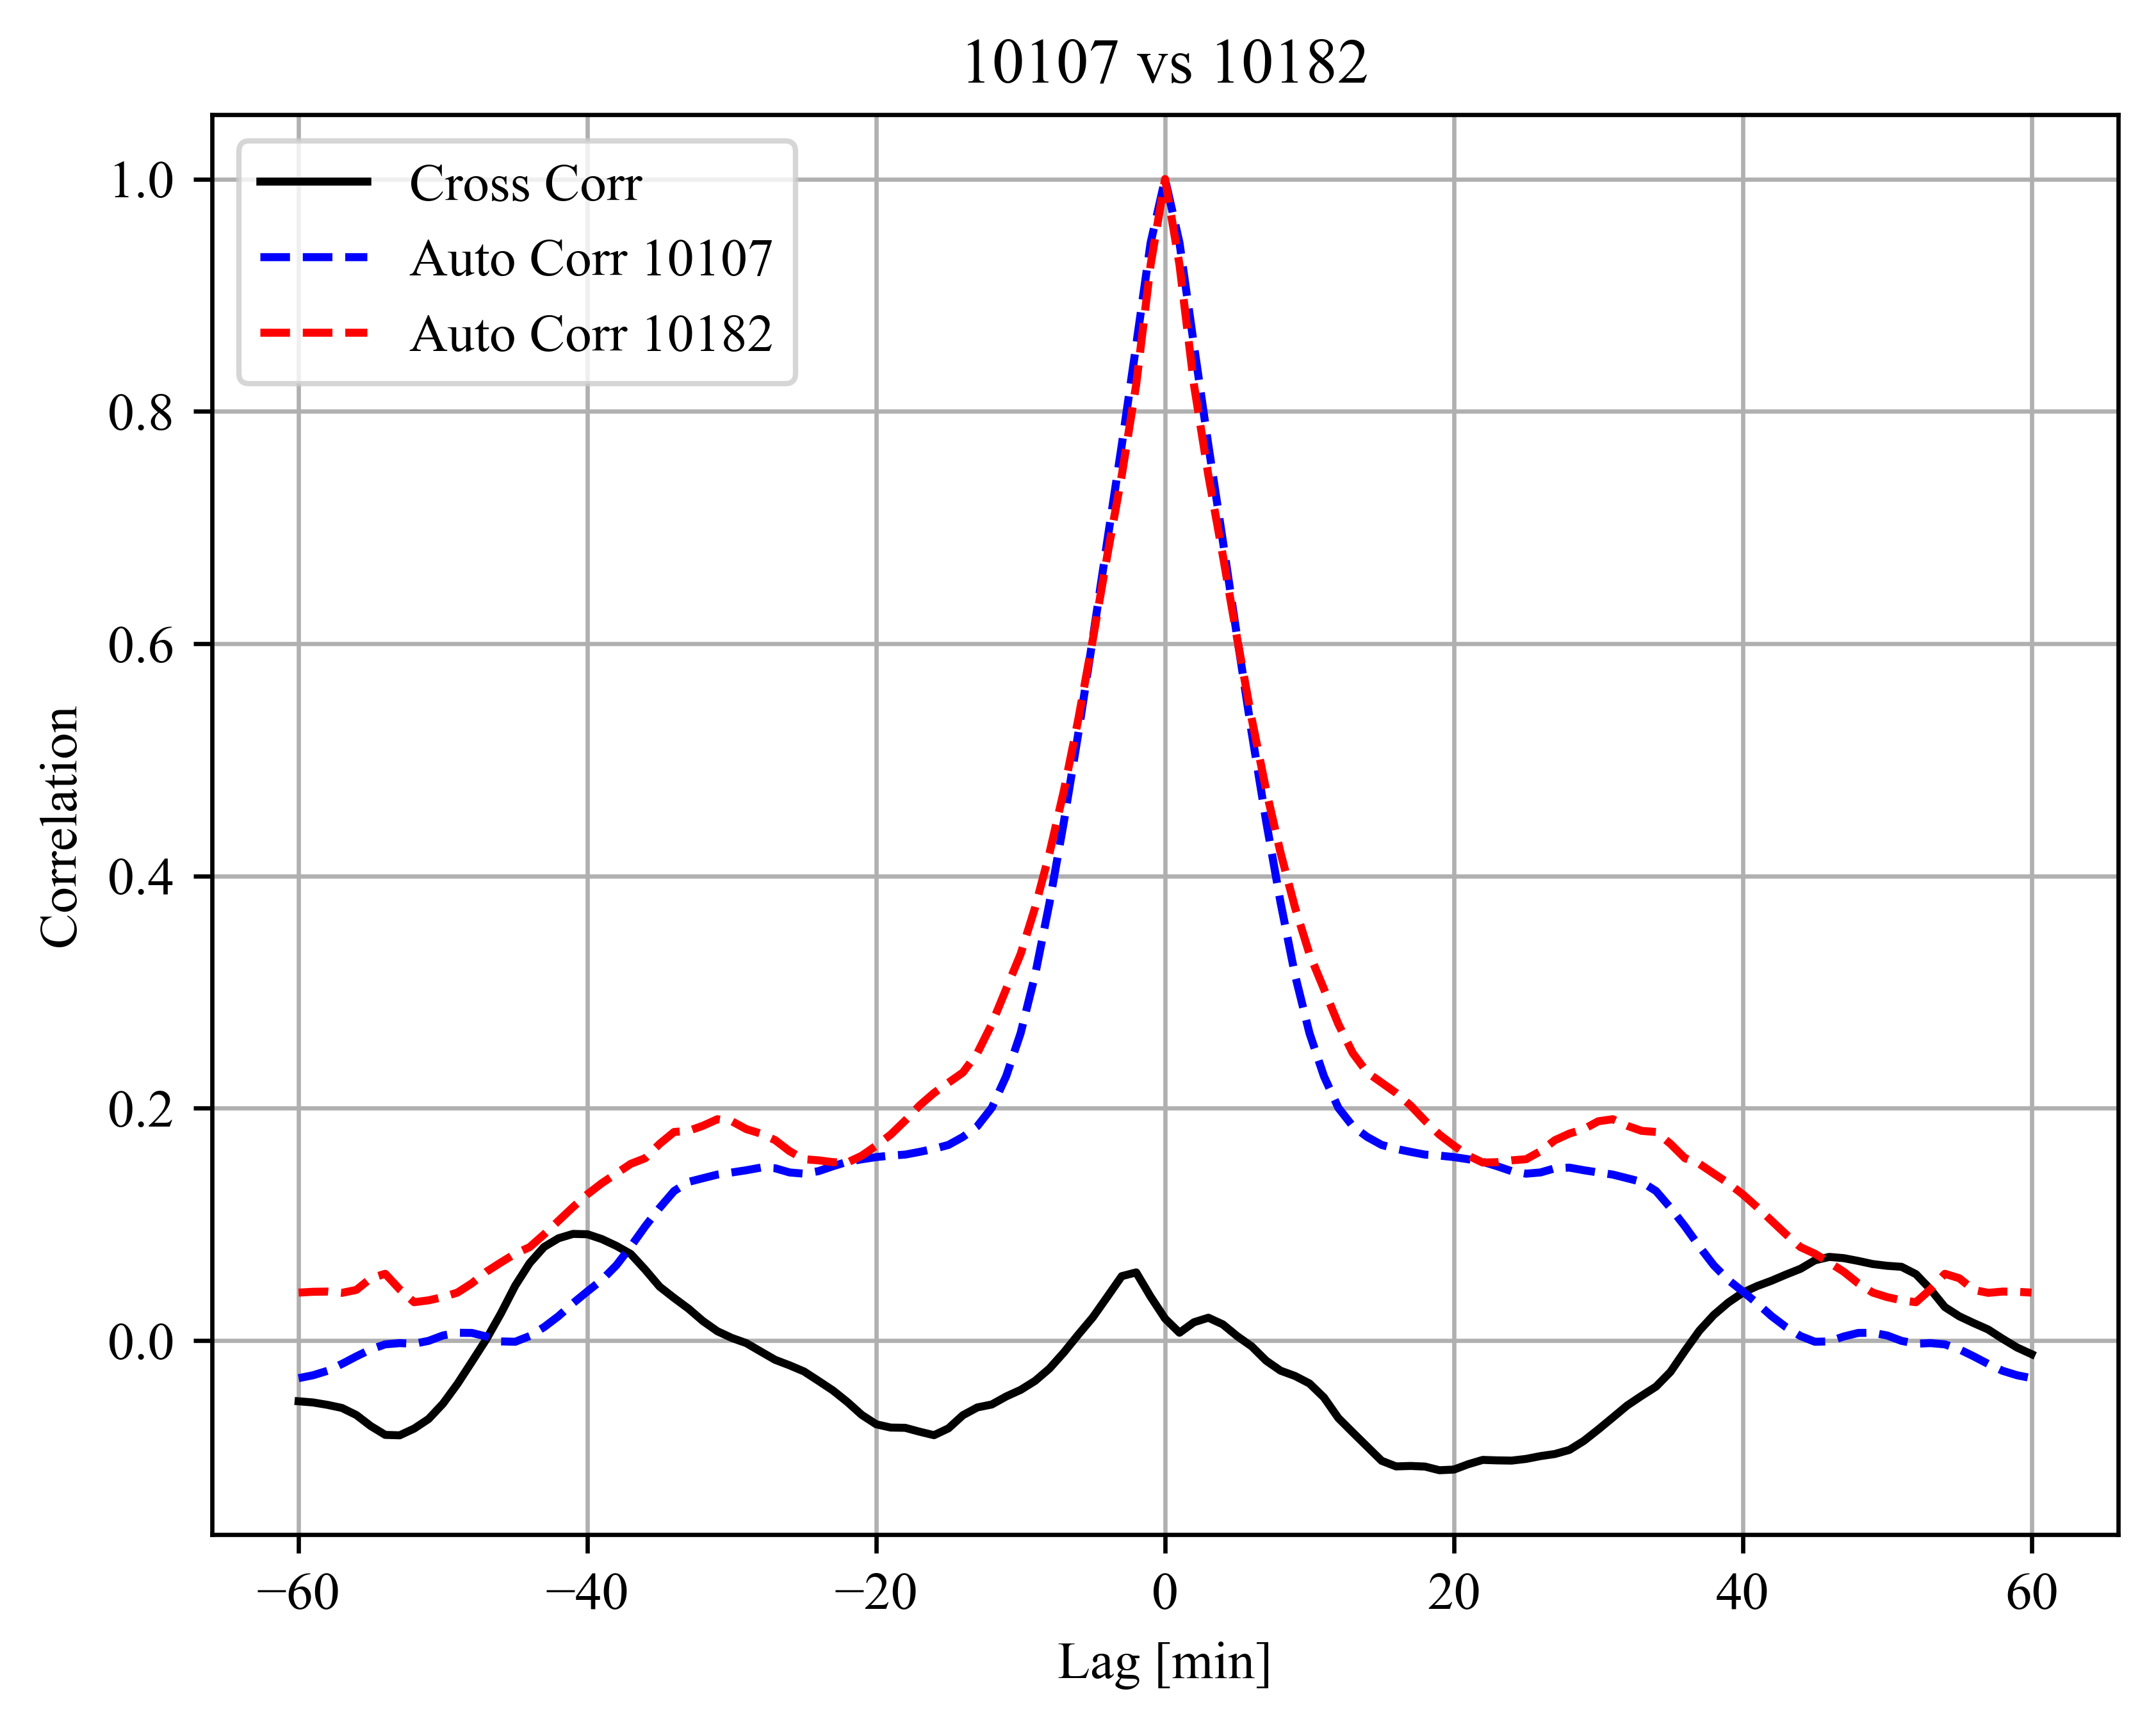 10107 vs 10182
Cross Corr
Auto Corr 10107
Auto Corr 10182
1.0
0.8
0.6
0.4
0.2
0.0
Correlation
−60
−40
−20
0
20
40
60
Lag [min]